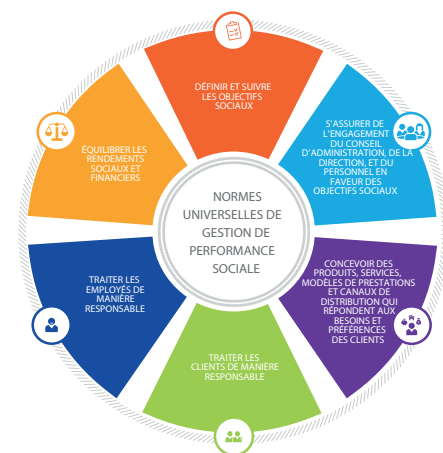 DÉFINIR ET SUIVRE
LES OBJECTIFS
SOCIAUX
S'ASSURER DE
L'ENGAGEMENT
DU CONSEIL
D'ADMINISTRATION, DE LA
DIRECTION, ET DU
PERSONNEL EN
FAVEUR DES
OBJECTIFS SOCIAUX
CONCEVOIR DES
PRODUITS, SERVICES,
MODÈLES DE PRESTATIONS
ET CANAUX DE
DISTRIBUTION QUI
RÉPONDENT AUX
BESOINS ET
PRÉFÉRENCES
DES CLIENTS
TRAITER LES
CLIENTS DE MANIÈRE
RESPONSABLE
TRAITER LES
EMPLOYÉS DE
MANIÈRE
RESPONSABLE
ÉQUILIBRER LES
RENDEMENTS
SOCIAUX ET
FINANCIERS
NORMES
UNIVERSELLES DE
GESTION DE
PERFORMANCE
SOCIALE